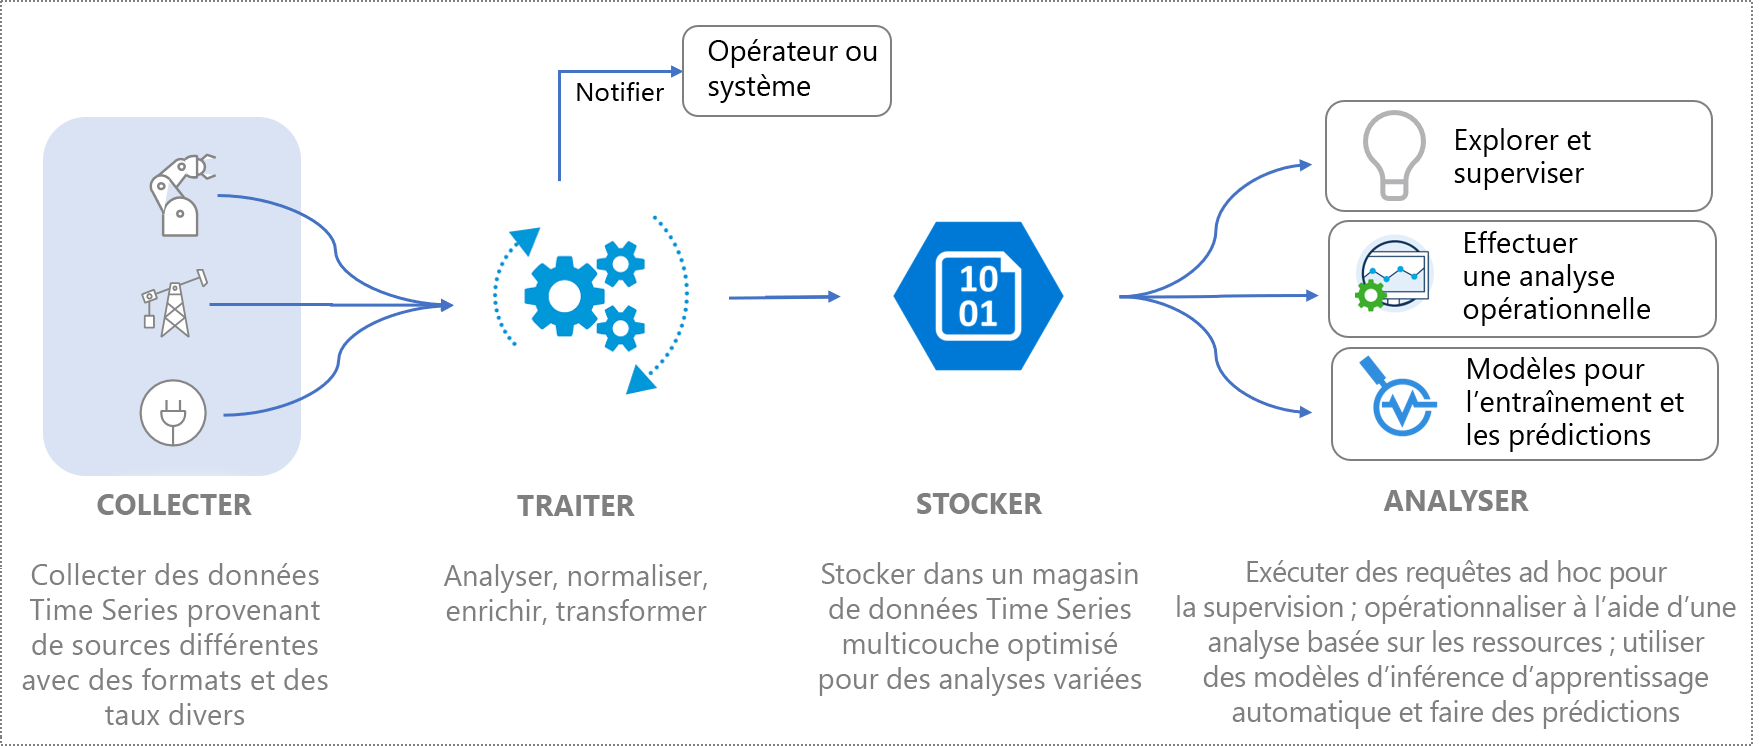 Opérateur ou
système
Notifier
Explorer et
superviser
Effectuer
une analyse
opérationnelle
10
01
Modèles pour
l’entraînement et
les prédictions
COLLECTER
Collecter des données
Time Series provenant
de sources différentes
avec des formats et des
taux divers
TRAITER
Analyser, normaliser,
enrichir, transformer
STOCKER
Stocker dans un magasin
de données Time Series
multicouche optimisé
pour des analyses variées
ANALYSER
Exécuter des requêtes ad hoc pour
la supervision ; opérationnaliser à l’aide d’une
analyse basée sur les ressources ; utiliser
des modèles d’inférence d’apprentissage
automatique et faire des prédictions